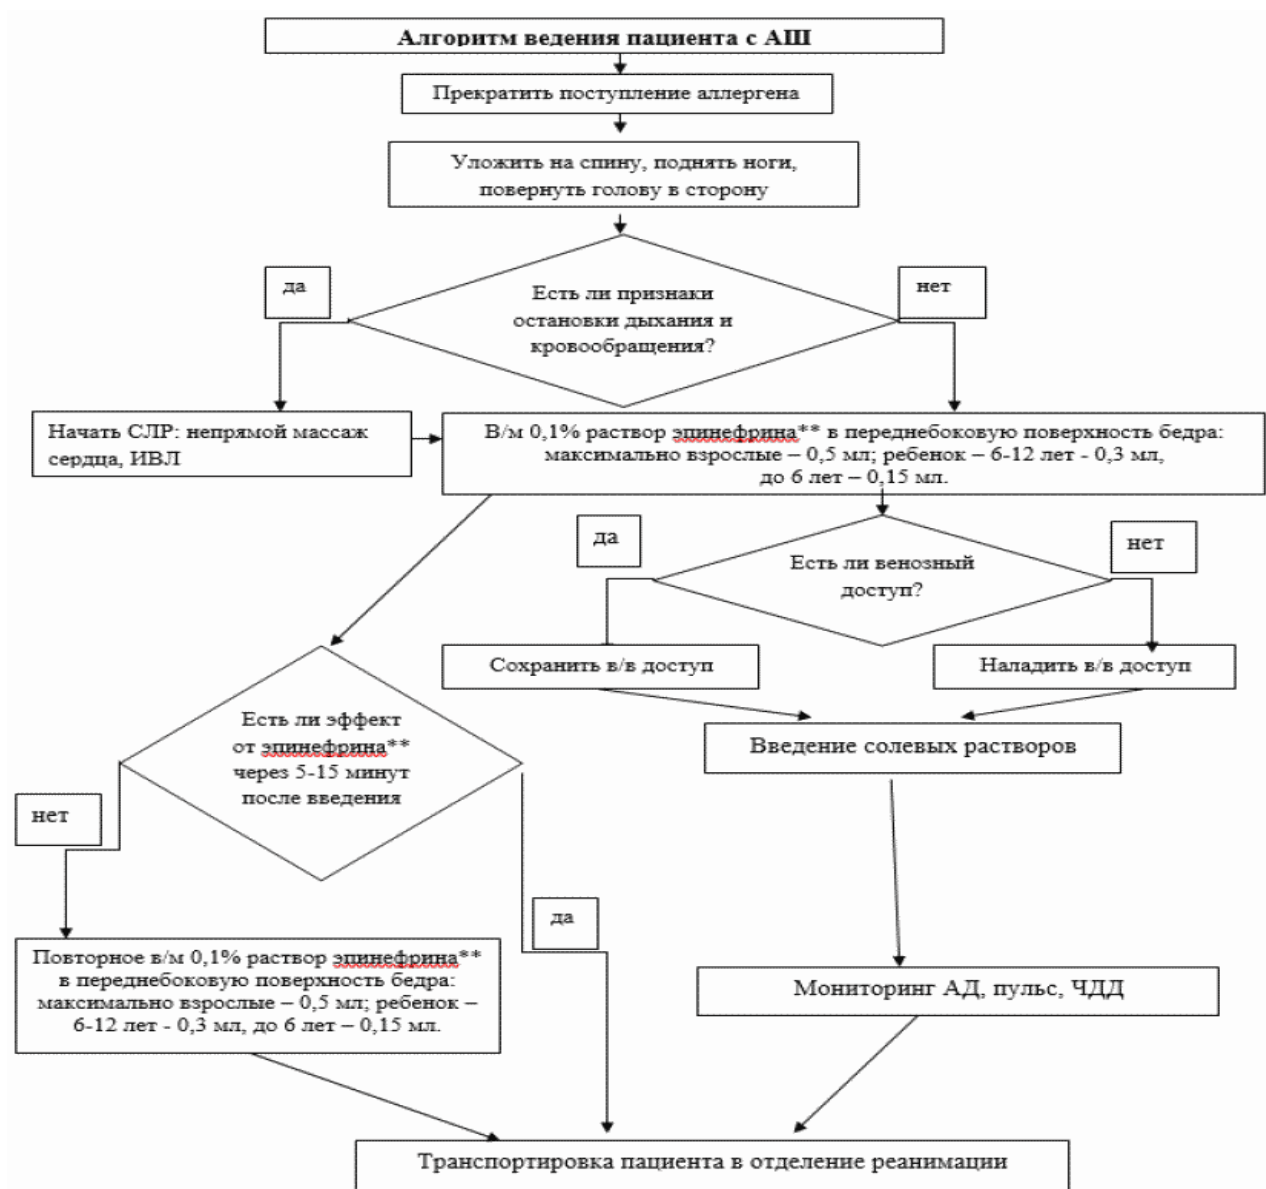 Алгоритм ведения пациента с АШ
Прекратить поступление аллергена
Уложить на спину, поднять ноги,
повернуть голову в сторону
да
нет
Есть ли признаки
остановки дыхания и
кровообращения?
Начать СЛР: непрямой массаж
сердца, ИВЛ
В/м 0,1% раствор эпинефрина** в переднебоковую поверхность бедра:
максимально взрослые – 0,5 мл; ребенок – 6-12 лет - 0,3 мл,
до 6 лет – 0,15 мл.
да
нет
Есть ли венозный
доступ?
Сохранить в/в доступ
Наладить в/в доступ
Введение солевых растворов
Есть ли эффект
от эпинефрина**
через 5-15 минут
после введения
нет
да
Повторное в/м 0,1% раствор эпинефрина**
в переднебоковую поверхность бедра:
максимально взрослые – 0,5 мл; ребенок –
6-12 лет - 0,3 мл, до 6 лет – 0,15 мл.
Мониторинг АД, пульс, ЧДД
Транспортировка пациента в отделение реанимации